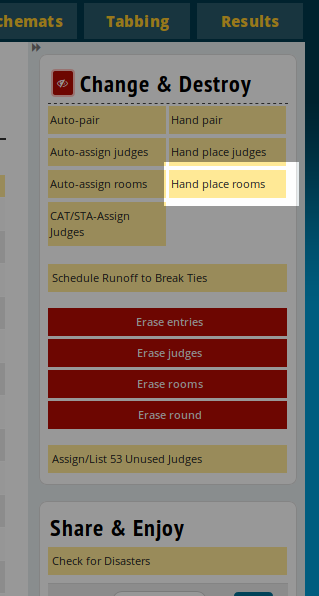 chemats Tabbing Results
Change & Destroy
Auto-pair Hand pair
Auto-assign judges Hand place judges
Auto-assign rooms Hand place rooms
CAT/STA-Assign
Judges
Schedule Runoff to Break Ties
Erase entries
Erase judges
Erase rooms
Erase round
Assign/List 53 Unused Judges
Share & Enjoy
Check for Disasters